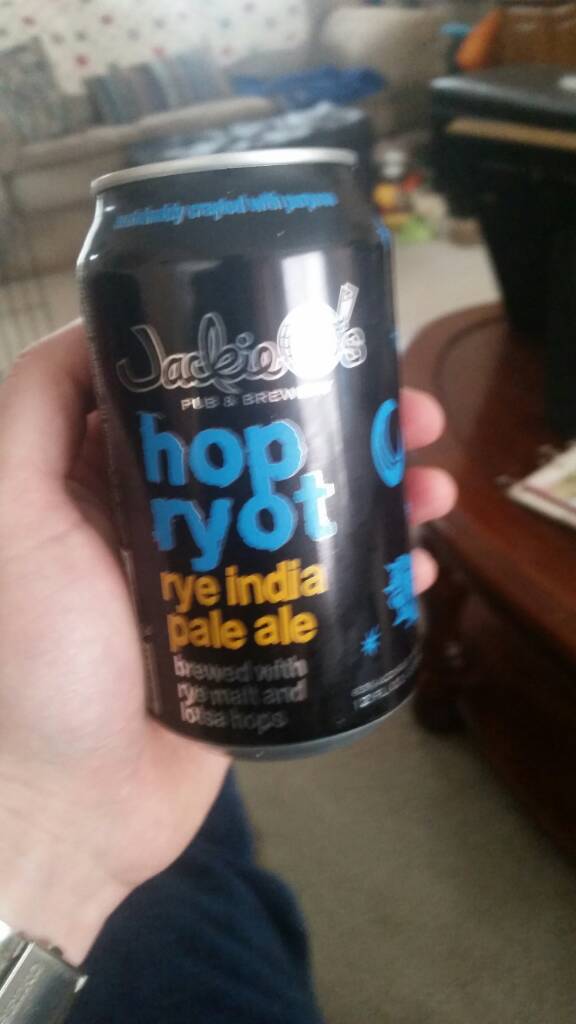 sustainably crafted with purpose
Jackie O's
PUB & BREWERY
hop
ryot
rye india
pale ale
brewed with
rye malt and
lotsa hops